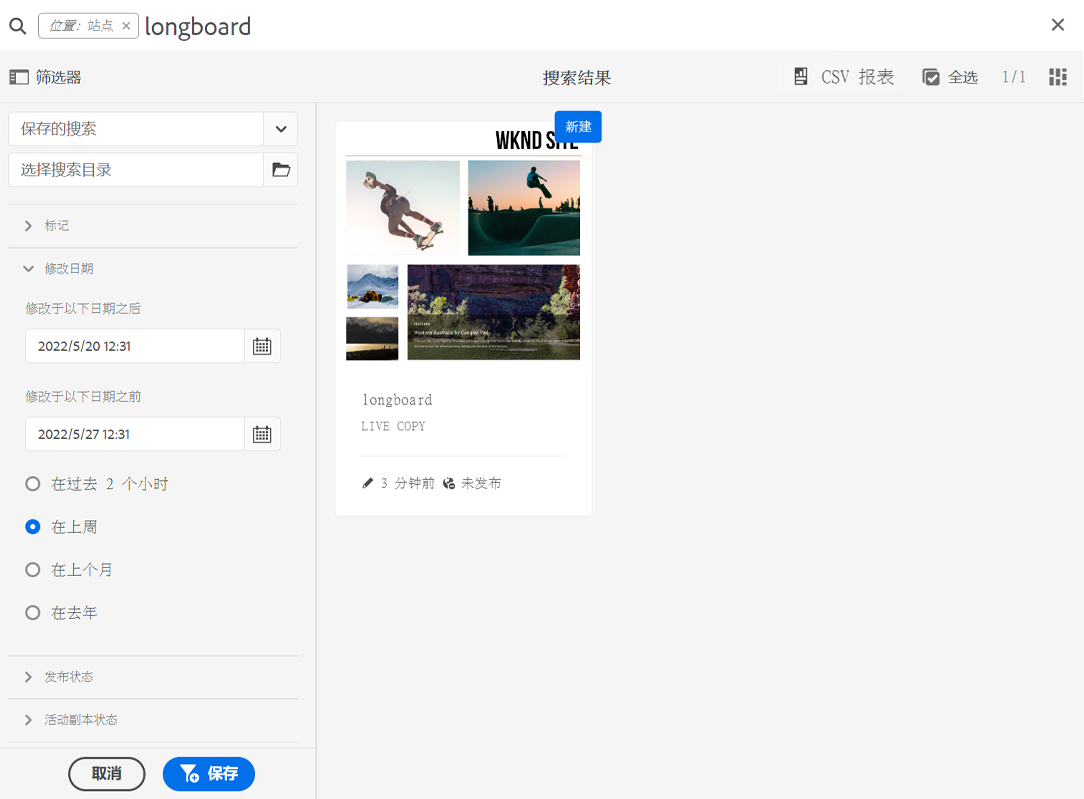 位置: 站点 × longboard
筛选器
搜索结果
CSV 报表
全选
1/1
保存的搜索
选择搜索目录
标记
修改日期
修改于以下日期之后
2022/5/20 12:31
修改于以下日期之前
2022/5/27 12:31
在过去 2 个小时
在上周
在上个月
在去年
发布状态
活动副本状态
取消
保存
新建
WKND SITE
Western Australia by Camper Van
longboard
LIVE COPY
3 分钟前 未发布